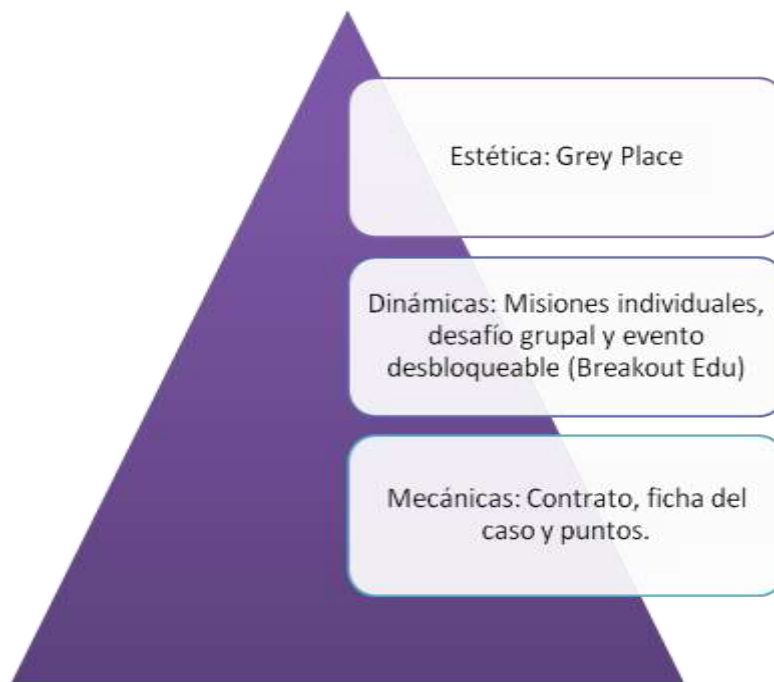 Estética: Grey Place
Dinámicas: Misiones individuales,
desafío grupal y evento
desbloqueable (Breakout Edu)
Mecánicas: Contrato, ficha del
caso y puntos.